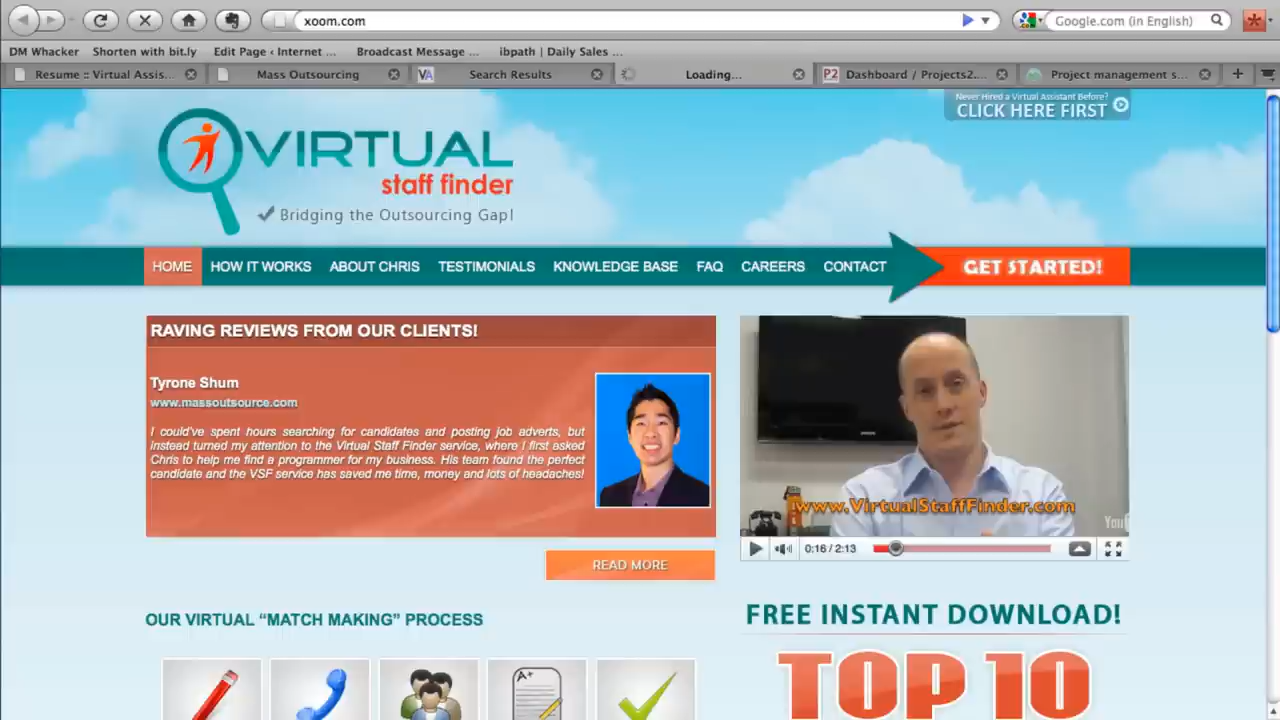 xoom.com
Google.com (in English)
DM Whacker
Shorten with bit.ly
Edit Page ‹ Internet ...
Broadcast Message ...
ibpath | Daily Sales ...
Resume :: Virtual Assis...
Mass Outsourcing
VA
Search Results
Loading...
P2
Dashboard / Projects2....
Project management s...
Never Hired a Virtual Assistant Before?
CLICK HERE FIRST
VIRTUAL
staff finder
Bridging the Outsourcing Gap!
HOME
HOW IT WORKS
ABOUT CHRIS
TESTIMONIALS
KNOWLEDGE BASE
FAQ
CAREERS
CONTACT
GET STARTED!
RAVING REVIEWS FROM OUR CLIENTS!
Tyrone Shum
www.massoutsource.com
I could've spent hours searching for candidates and posting job adverts, but
instead turned my attention to the Virtual Staff Finder service, where I first asked
Chris to help me find a programmer for my business. His team found the perfect
candidate and the VSF service has saved me time, money and lots of headaches!
READ MORE
www.VirtualStaffFinder.com
You
0:16 / 2:13
OUR VIRTUAL “MATCH MAKING” PROCESS
A+
FREE INSTANT DOWNLOAD!
TOP 10